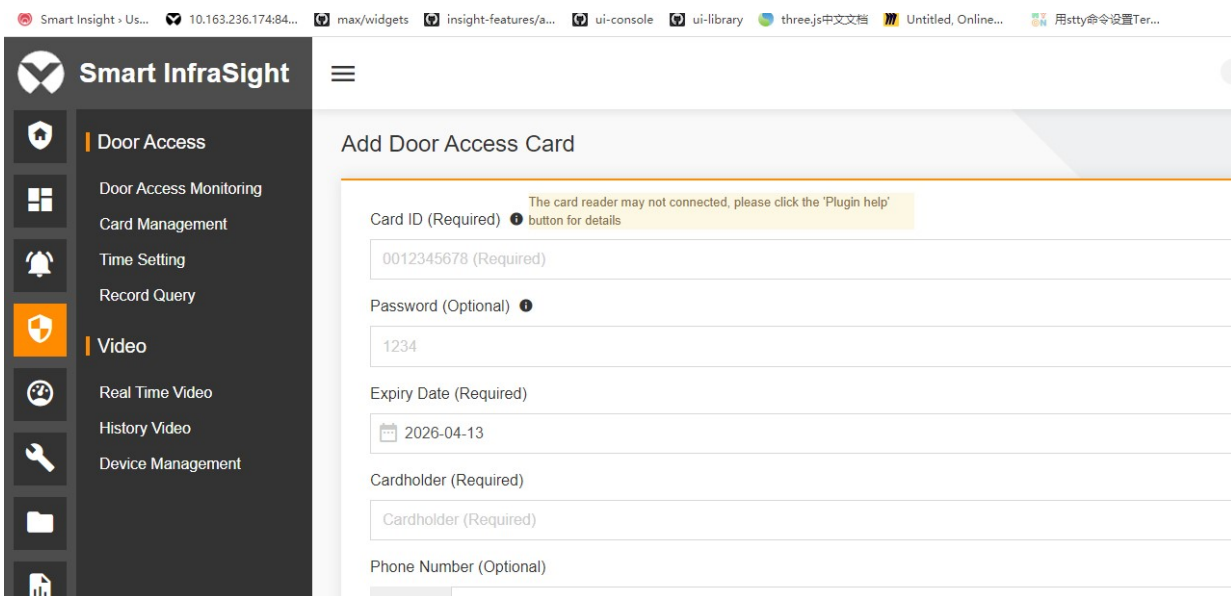 Smart Insight › Us... 10.163.236.174:84... max/widgets insight-features/a... ui-console ui-library three.js中文文档 Untitled, Online... 用stty命令设置Ter...
Smart InfraSight
Door Access
Door Access Monitoring
Card Management
Time Setting
Record Query
Video
Real Time Video
History Video
Device Management
Add Door Access Card
Card ID (Required)
The card reader may not connected, please click the 'Plugin help'
button for details
0012345678 (Required)
Password (Optional)
1234
Expiry Date (Required)
2026-04-13
Cardholder (Required)
Cardholder (Required)
Phone Number (Optional)